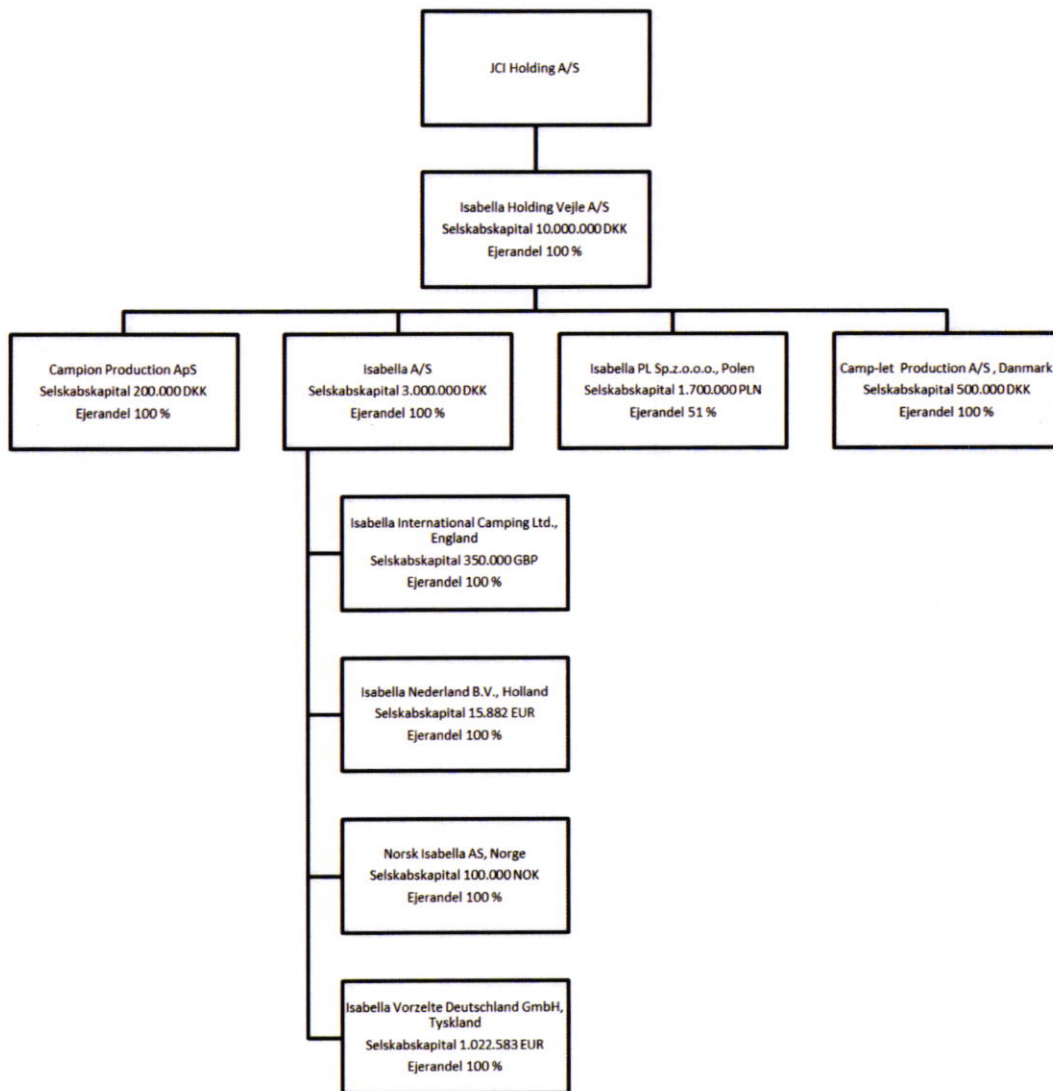 JCI Holding A/S
Isabella Holding Vejle A/S
Selskabskapital 10.000.000 DKK
Ejerandel 100 %
Campion Production ApS
Selskabskapital 200.000 DKK
Ejerandel 100 %
Isabella A/S
Selskabskapital 3.000.000 DKK
Ejerandel 100 %
Isabella PL Sp.z.o.o.o., Polen
Selskabskapital 1.700.000 PLN
Ejerandel 51 %
Camp-let Production A/S , Danmark
Selskabskapital 500.000 DKK
Ejerandel 100 %
Isabella International Camping Ltd.,
England
Selskabskapital 350.000 GBP
Ejerandel 100 %
Isabella Nederland B.V., Holland
Selskabskapital 15.882 EUR
Ejerandel 100 %
Norsk Isabella AS, Norge
Selskabskapital 100.000 NOK
Ejerandel 100 %
Isabella Vorzelte Deutschland GmbH,
Tyskland
Selskabskapital 1.022.583 EUR
Ejerandel 100 %